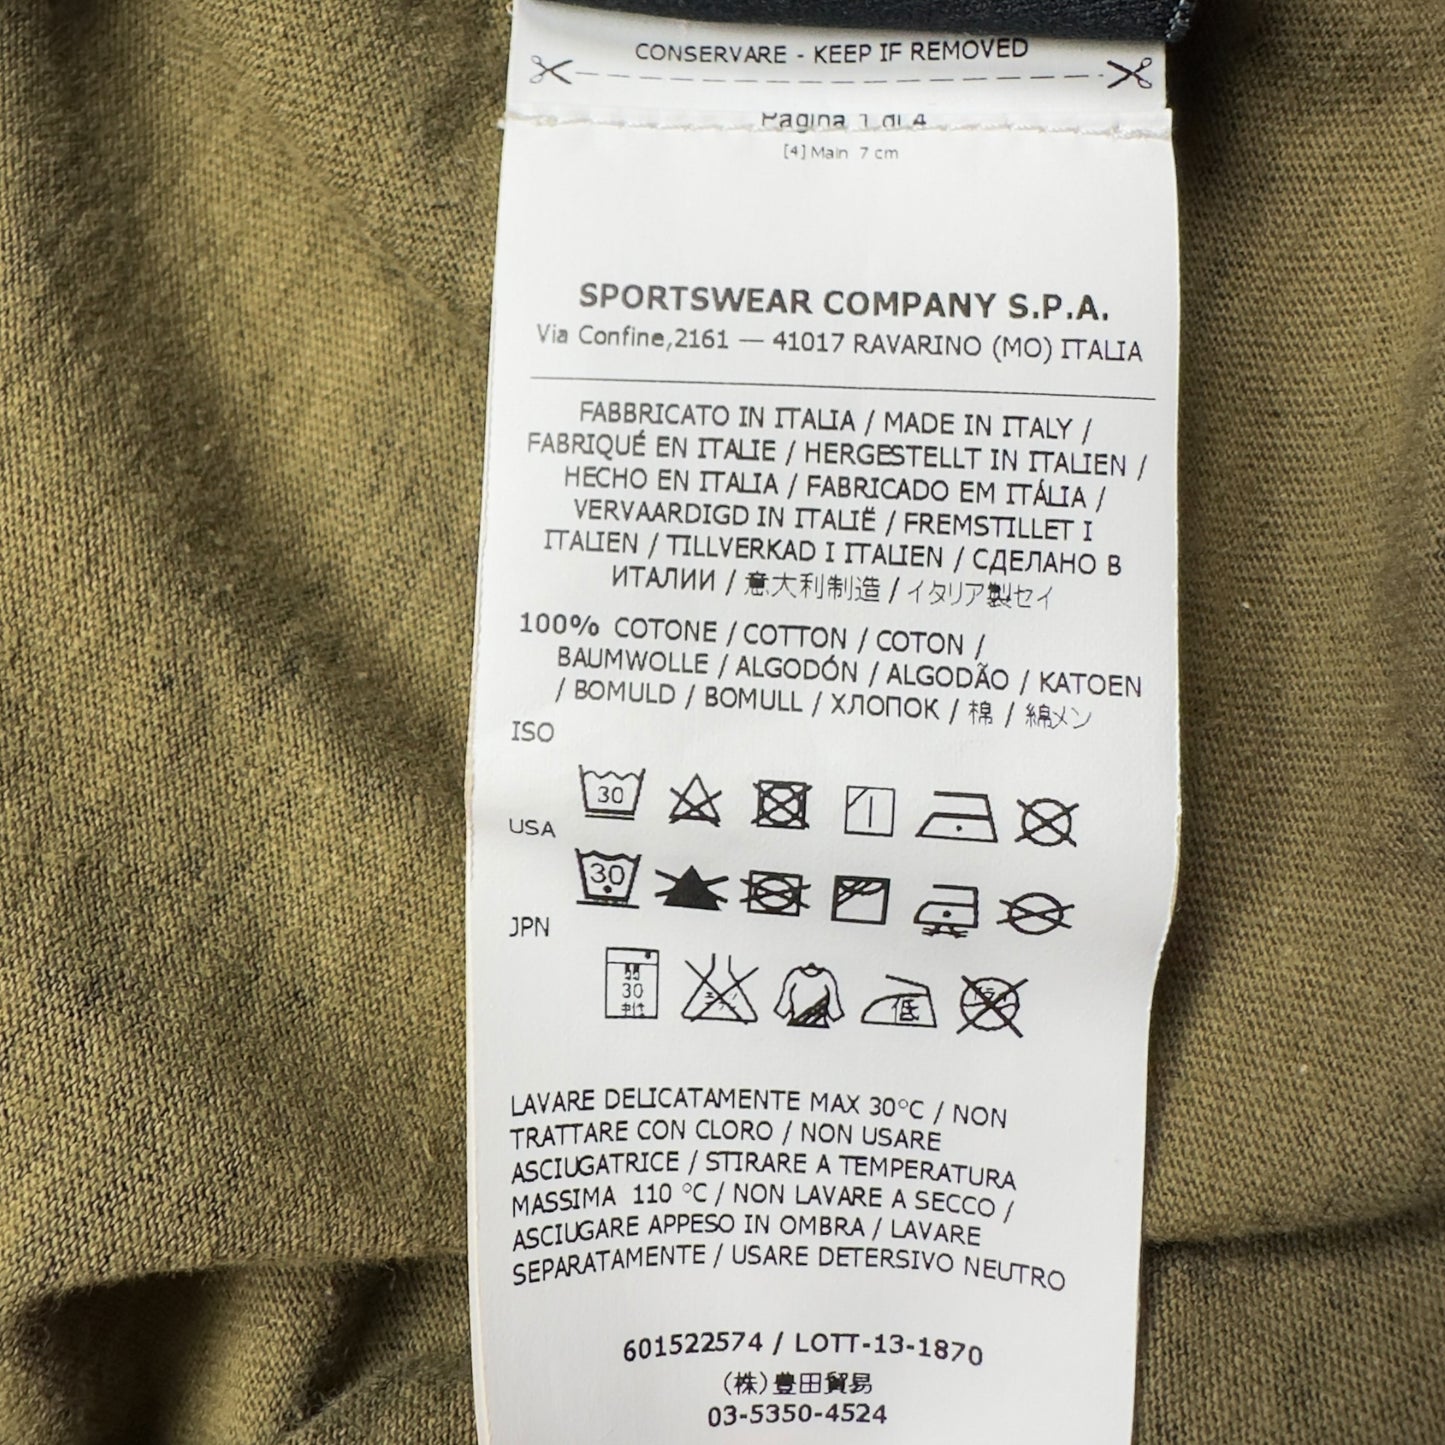 CONSERVARE - KEEP IF REMOVED
Pagina 1 di 4
[4] Main 7 cm
SPORTSWEAR COMPANY S.P.A.
Via Confine,2161 — 41017 RAVARINO (MO) ITALIA
FABBRICATO IN ITALIA / MADE IN ITALY /
FABRIQUÉ EN ITALIE / HERGESTELLT IN ITALIEN /
HECHO EN ITALIA / FABRICADO EM ITÁLIA /
VERVAARDIGD IN ITALIË / FREMSTILLET I
ITALIEN / TILLVERKAD I ITALIEN / СДЕЛАНО В
ИТАЛИИ / 意大利制造 / イタリア製セイ
100% COTONE / COTTON / COTON /
BAUMWOLLE / ALGODÓN / ALGODÃO / KATOEN
/ BOMULD / BOMULL / ХЛОПОК / 棉 / 綿メン
ISO
30
USA
30
JPN
30
中性
低
LAVARE DELICATAMENTE MAX 30°C / NON
TRATTARE CON CLORO / NON USARE
ASCIUGATRICE / STIRARE A TEMPERATURA
MASSIMA 110 °C / NON LAVARE A SECCO /
ASCIUGARE APPESO IN OMBRA / LAVARE
SEPARATAMENTE / USARE DETERSIVO NEUTRO
601522574 / LOTT-13-1870
(株)豊田貿易
03-5350-4524